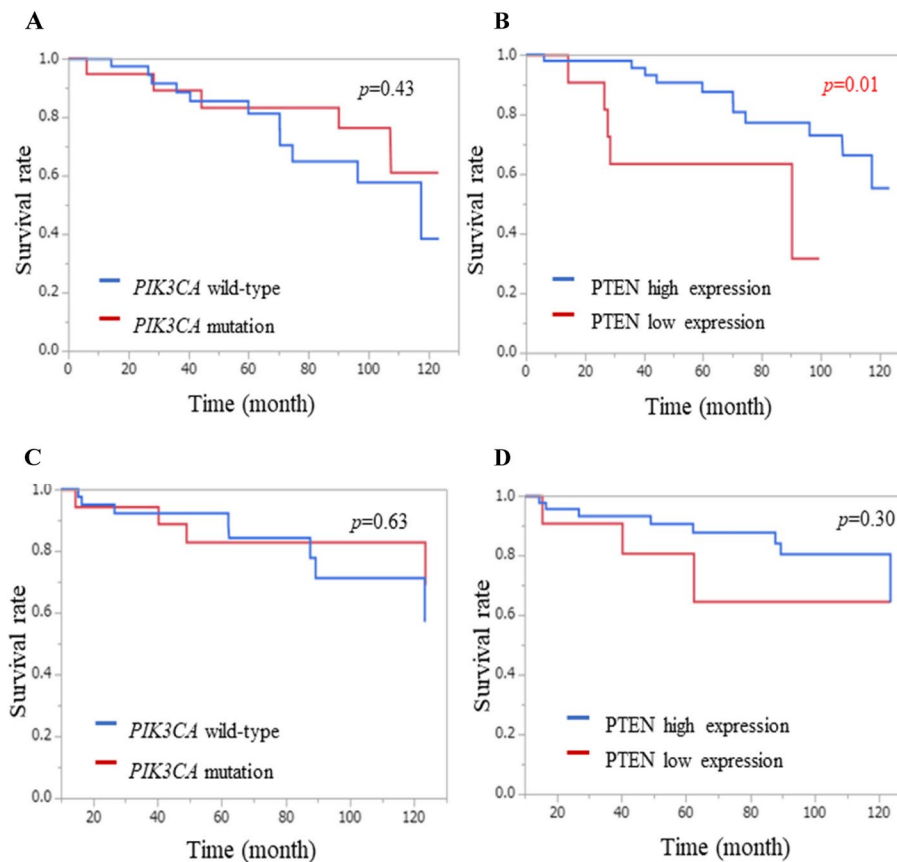 A
B
1.0
0.8
0.6
0.4
0.2
0.0
p=0.43
PIK3CA wild-type
PIK3CA mutation
0 20 40 60 80 100 120
Survival rate
Time (month)
1.0
0.8
0.6
0.4
0.2
0.0
p=0.01
PTEN high expression
PTEN low expression
0 20 40 60 80 100 120
Survival rate
Time (month)
C
D
1.0
0.8
0.6
0.4
0.2
0.0
p=0.63
PIK3CA wild-type
PIK3CA mutation
20 40 60 80 100 120
Survival rate
Time (month)
1.0
0.8
0.6
0.4
0.2
0.0
p=0.30
PTEN high expression
PTEN low expression
20 40 60 80 100 120
Survival rate
Time (month)